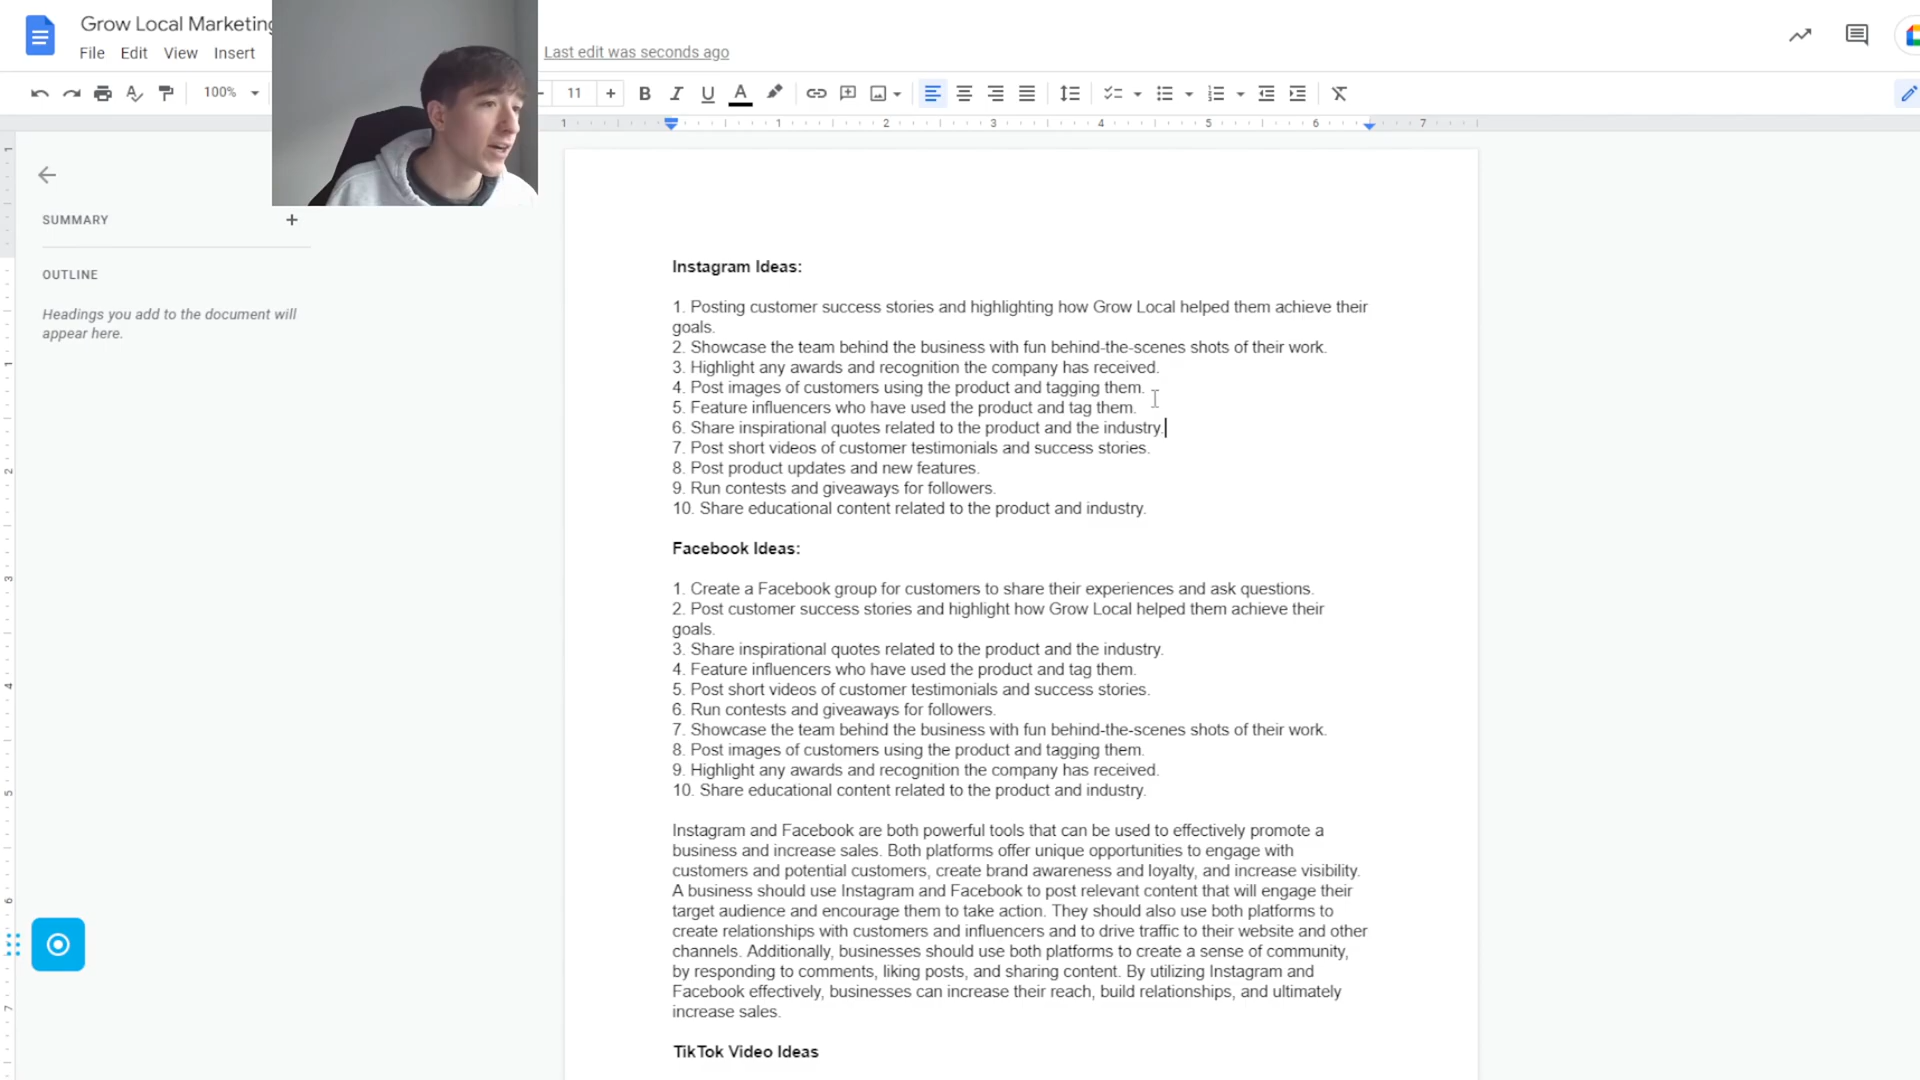 Grow Local Marketing
File Edit View Insert
Last edit was seconds ago
100%
11
B I U A
1 1 2 3 4 5 6 7
SUMMARY
OUTLINE
Headings you add to the document will
appear here.
Instagram Ideas:
1. Posting customer success stories and highlighting how Grow Local helped them achieve their
goals.
2. Showcase the team behind the business with fun behind-the-scenes shots of their work.
3. Highlight any awards and recognition the company has received.
4. Post images of customers using the product and tagging them.
5. Feature influencers who have used the product and tag them.
6. Share inspirational quotes related to the product and the industry.
7. Post short videos of customer testimonials and success stories.
8. Post product updates and new features.
9. Run contests and giveaways for followers.
10. Share educational content related to the product and industry.
Facebook Ideas:
1. Create a Facebook group for customers to share their experiences and ask questions.
2. Post customer success stories and highlight how Grow Local helped them achieve their
goals.
3. Share inspirational quotes related to the product and the industry.
4. Feature influencers who have used the product and tag them.
5. Post short videos of customer testimonials and success stories.
6. Run contests and giveaways for followers.
7. Showcase the team behind the business with fun behind-the-scenes shots of their work.
8. Post images of customers using the product and tagging them.
9. Highlight any awards and recognition the company has received.
10. Share educational content related to the product and industry.
Instagram and Facebook are both powerful tools that can be used to effectively promote a
business and increase sales. Both platforms offer unique opportunities to engage with
customers and potential customers, create brand awareness and loyalty, and increase visibility.
A business should use Instagram and Facebook to post relevant content that will engage their
target audience and encourage them to take action. They should also use both platforms to
create relationships with customers and influencers and to drive traffic to their website and other
channels. Additionally, businesses should use both platforms to create a sense of community,
by responding to comments, liking posts, and sharing content. By utilizing Instagram and
Facebook effectively, businesses can increase their reach, build relationships, and ultimately
increase sales.
TikTok Video Ideas